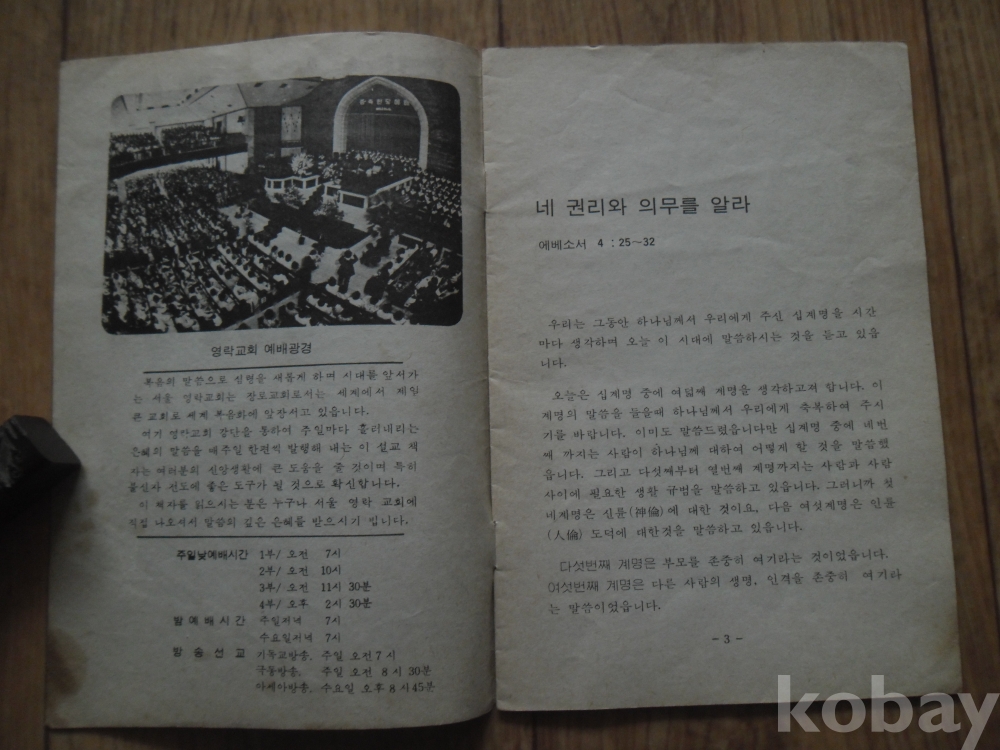 영락교회 예배광경
복음의 말씀으로 심령을 새롭게 하며 시대를 앞서가
는 서울 영락교회는 장로교회로서는 세계에서 제일
큰 교회로 세계 복음화에 앞장서고 있읍니다.
여기 영락교회 강단을 통하여 주일마다 흘러내리는
은혜의 말씀을 매주일 한편씩 발행해 내는 이 설교 책
자는 여러분의 신앙생활에 큰 도움을 줄 것이며 특히
불신자 전도에 좋은 도구가 될 것으로 확신합니다.
이 책자를 읽으시는 분은 누구나 서울 영락 교회에
직접 나오셔서 말씀의 깊은 은혜를 받으시기 바랍니다.
주일낮예배시간 1부/ 오전 7시
2부/ 오전 10시
3부/ 오전 11시 30분
4부/ 오후 2시 30분
밤예배시간 주일저녁 7시
수요일저녁 7시
방송선교 기독교방송, 주일 오전 7시
극동방송, 주일 오전 8시 30분
아세아방송, 수요일 오후 8시 45분
네 권리와 의무를 알라
에베소서 4 : 25~32
우리는 그동안 하나님께서 우리에게 주신 십계명을 시간
마다 생각하며 오늘 이 시대에 말씀하시는 것을 듣고 있읍
니다.
오늘은 십계명 중에 여덟째 계명을 생각하고져 합니다. 이
계명의 말씀을 들을때 하나님께서 우리에게 축복하여 주시
기를 바랍니다. 이미도 말씀드렸읍니다만 십계명 중에 네번
째 까지는 사람이 하나님께 대하여 어떻게 할 것을 말씀했
읍니다. 그리고 다섯째부터 열번째 계명까지는 사람과 사람
사이에 필요한 생활 규범을 말씀하고 있읍니다. 그러니까 첫
네계명은 신륜(神倫)에 대한 것이요, 다음 여섯계명은 인륜
(人倫) 도덕에 대한것을 말씀하고 있읍니다.
다섯번째 계명은 부모를 존중히 여기라는 것이었읍니다.
여섯번째 계명은 다른 사람의 생명, 인격을 존중히 여기라
는 말씀이었읍니다.
- 3 -
kobay